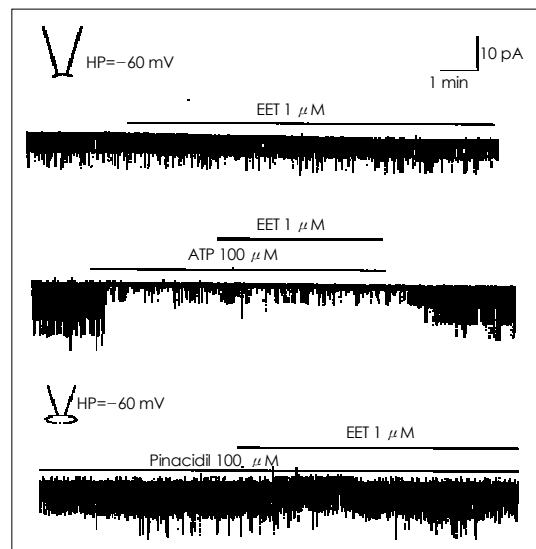 HP=−60 mV
10 pA
1 min
EET 1 μM
EET 1 μM
ATP 100 μM
HP=−60 mV
EET 1 μM
Pinacidil 100 μM